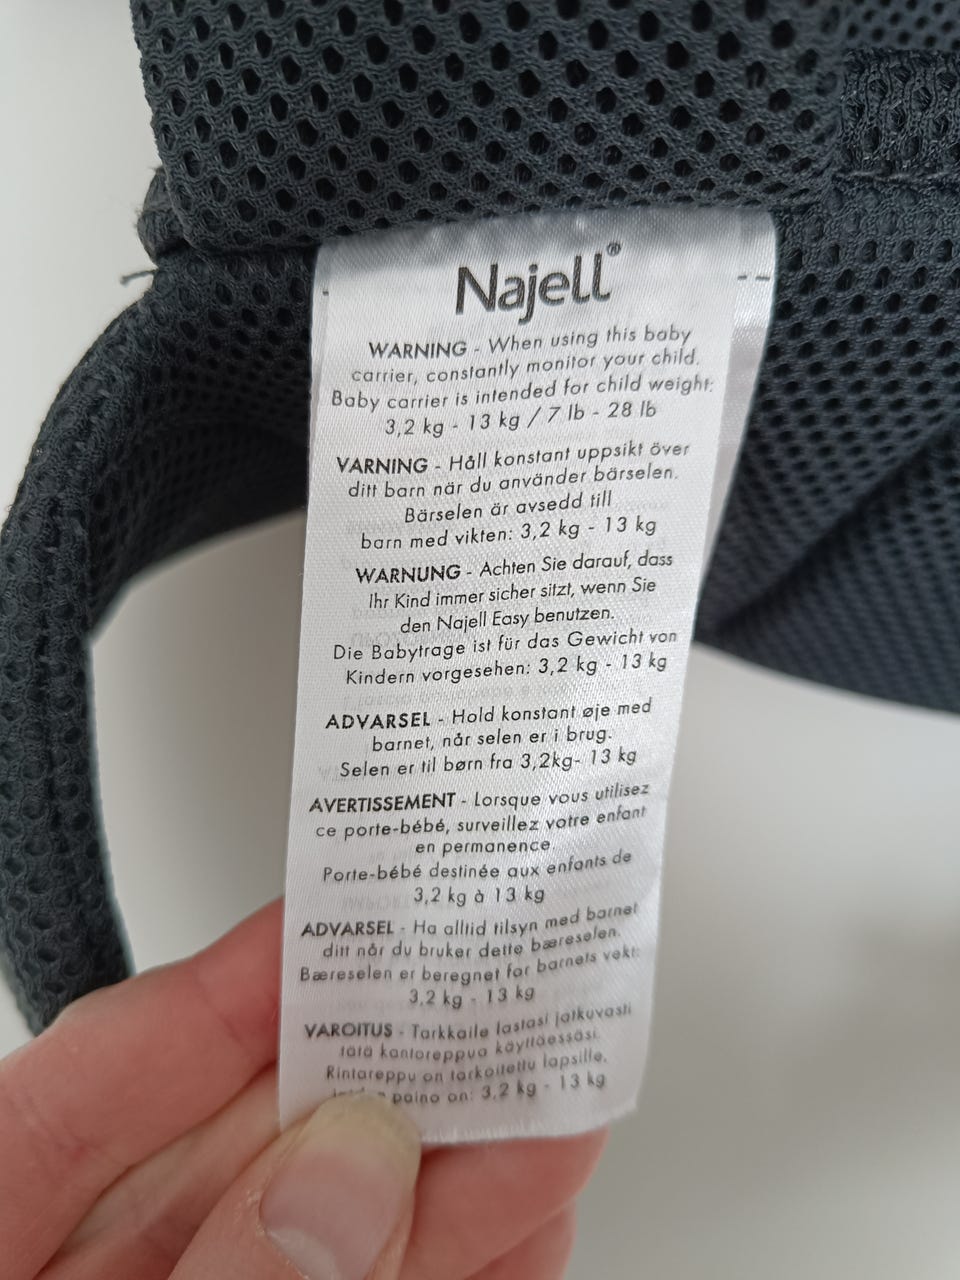 Najell®
WARNING - When using this baby
carrier, constantly monitor your child.
Baby carrier is intended for child weight:
3,2 kg - 13 kg / 7 lb - 28 lb
VARNING - Håll konstant uppsikt över
ditt barn när du använder bärselen.
Bärselen är avsedd till
barn med vikten: 3,2 kg - 13 kg
WARNUNG - Achten Sie darauf, dass
Ihr Kind immer sicher sitzt, wenn Sie
den Najell Easy benutzen.
Die Babytrage ist für das Gewicht von
Kindern vorgesehen: 3,2 kg - 13 kg
ADVARSEL - Hold konstant øje med
barnet, når selen er i brug.
Selen er til børn fra 3,2kg- 13 kg
AVERTISSEMENT - Lorsque vous utilisez
ce porte-bébé, surveillez votre enfant
en permanence
Porte-bébé destinée aux enfants de
3,2 kg à 13 kg
ADVARSEL - Ha alltid tilsyn med barnet
ditt når du bruker dette bæreselen.
Bæreselen er beregnet for barnets vekt:
3,2 kg - 13 kg
VAROITUS - Tarkkaile lastasi jatkuvasti
tätä kantoreppua käyttäessäsi.
Rintareppu on tarkoitettu lapsille,
paino on: 3,2 kg - 13 kg